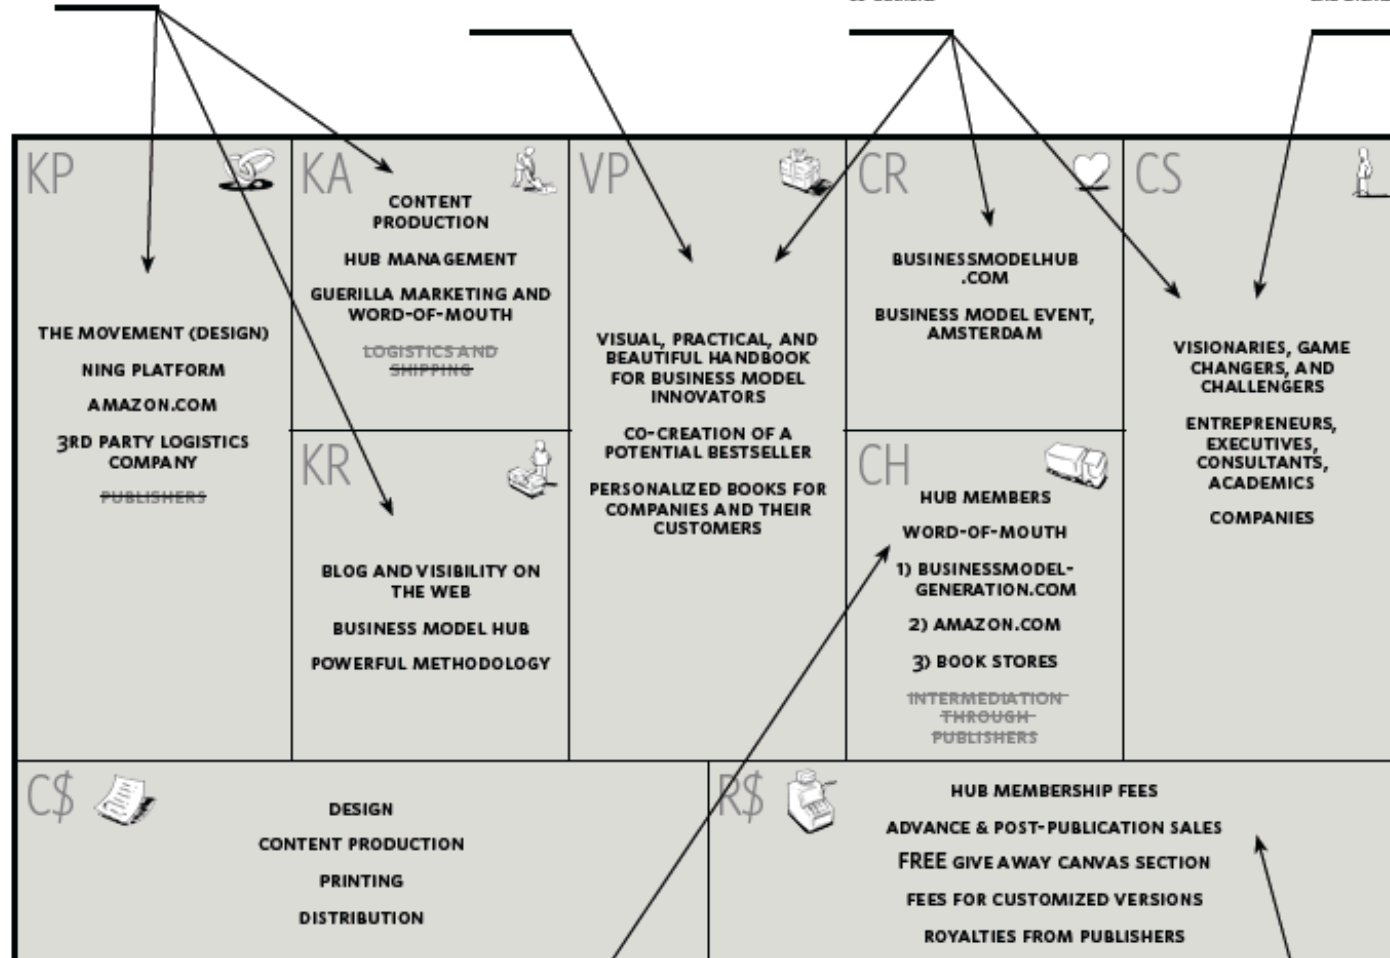 KP
THE MOVEMENT (DESIGN)
NING PLATFORM
AMAZON.COM
3RD PARTY LOGISTICS
COMPANY
PUBLISHERS
KA
CONTENT
PRODUCTION
HUB MANAGEMENT
GUERILLA MARKETING AND
WORD-OF-MOUTH
LOGISTICS AND
SHIPPING
KR
BLOG AND VISIBILITY ON
THE WEB
BUSINESS MODEL HUB
POWERFUL METHODOLOGY
VP
VISUAL, PRACTICAL, AND
BEAUTIFUL HANDBOOK
FOR BUSINESS MODEL
INNOVATORS
CO-CREATION OF A
POTENTIAL BESTSELLER
PERSONALIZED BOOKS FOR
COMPANIES AND THEIR
CUSTOMERS
CR
BUSINESSMODELHUB
.COM
BUSINESS MODEL EVENT,
AMSTERDAM
CH
HUB MEMBERS
WORD-OF-MOUTH
1) BUSINESSMODEL-
GENERATION.COM
2) AMAZON.COM
3) BOOK STORES
INTERMEDIATION
THROUGH
PUBLISHERS
CS
VISIONARIES, GAME
CHANGERS, AND
CHALLENGERS
ENTREPRENEURS,
EXECUTIVES,
CONSULTANTS,
ACADEMICS
COMPANIES
C$
DESIGN
CONTENT PRODUCTION
PRINTING
DISTRIBUTION
R$
HUB MEMBERSHIP FEES
ADVANCE & POST-PUBLICATION SALES
FREE GIVE AWAY CANVAS SECTION
FEES FOR CUSTOMIZED VERSIONS
ROYALTIES FROM PUBLISHERS